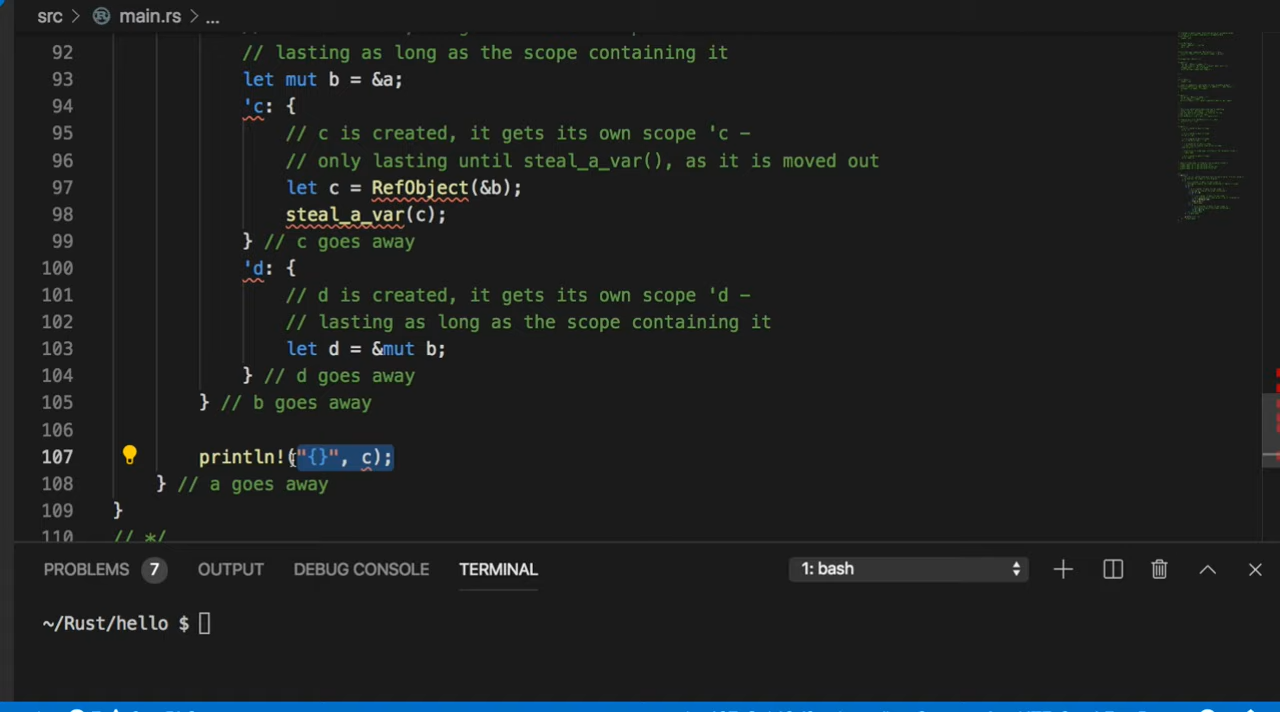 src > main.rs > ...
92 // lasting as long as the scope containing it
93 let mut b = &a;
94 'c: {
95 // c is created, it gets its own scope 'c –
96 // only lasting until steal_a_var(), as it is moved out
97 let c = RefObject(&b);
98 steal_a_var(c);
99 } // c goes away
100 'd: {
101 // d is created, it gets its own scope 'd –
102 // lasting as long as the scope containing it
103 let d = &mut b;
104 } // d goes away
105 } // b goes away
106
107 println!("{}", c);
108 } // a goes away
109 }
110 // */
PROBLEMS 7 OUTPUT DEBUG CONSOLE TERMINAL 1: bash
~/Rust/hello $